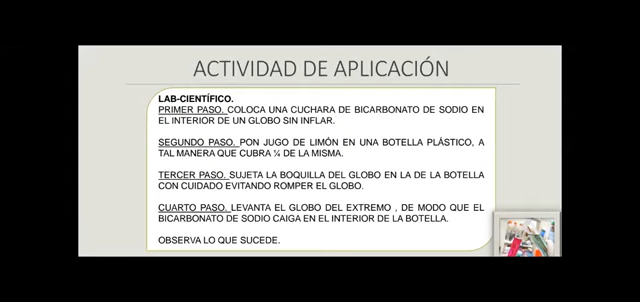 ACTIVIDAD DE APLICACIÓN
LAB-CIENTÍFICO.
PRIMER PASO. COLOCA UNA CUCHARA DE BICARBONATO DE SODIO EN
EL INTERIOR DE UN GLOBO SIN INFLAR.
SEGUNDO PASO. PON JUGO DE LIMÓN EN UNA BOTELLA PLÁSTICO, A
TAL MANERA QUE CUBRA ¼ DE LA MISMA.
TERCER PASO. SUJETA LA BOQUILLA DEL GLOBO EN LA DE LA BOTELLA
CON CUIDADO EVITANDO ROMPER EL GLOBO.
CUARTO PASO. LEVANTA EL GLOBO DEL EXTREMO , DE MODO QUE EL
BICARBONATO DE SODIO CAIGA EN EL INTERIOR DE LA BOTELLA.
OBSERVA LO QUE SUCEDE.